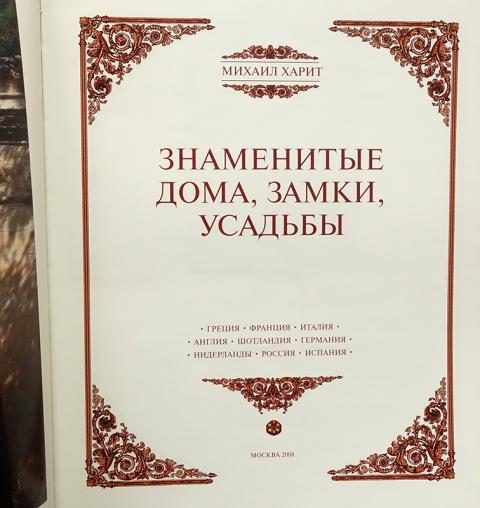 МИХАИЛ ХАРИТ
ЗНАМЕНИТЫЕ
ДОМА, ЗАМКИ,
УСАДЬБЫ
• ГРЕЦИЯ • ФРАНЦИЯ • ИТАЛИЯ •
• АНГЛИЯ • ШОТЛАНДИЯ • ГЕРМАНИЯ •
• НИДЕРЛАНДЫ • РОССИЯ • ИСПАНИЯ •
МОСКВА 2008